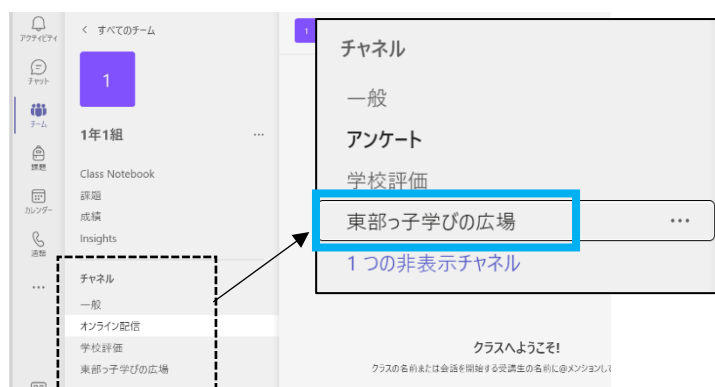 アクティビティ
チャット
チーム
課題
カレンダー
通話
…
< すべてのチーム
1
1年1組
…
Class Notebook
課題
成績
Insights
チャネル
一般
オンライン配信
学校評価
東部っ子学びの広場
1
チャネル
一般
アンケート
学校評価
東部っ子学びの広場 …
1 つの非表示チャネル
クラスへようこそ!
クラスの名前または会話を開始する受講生の名前に@メンションして